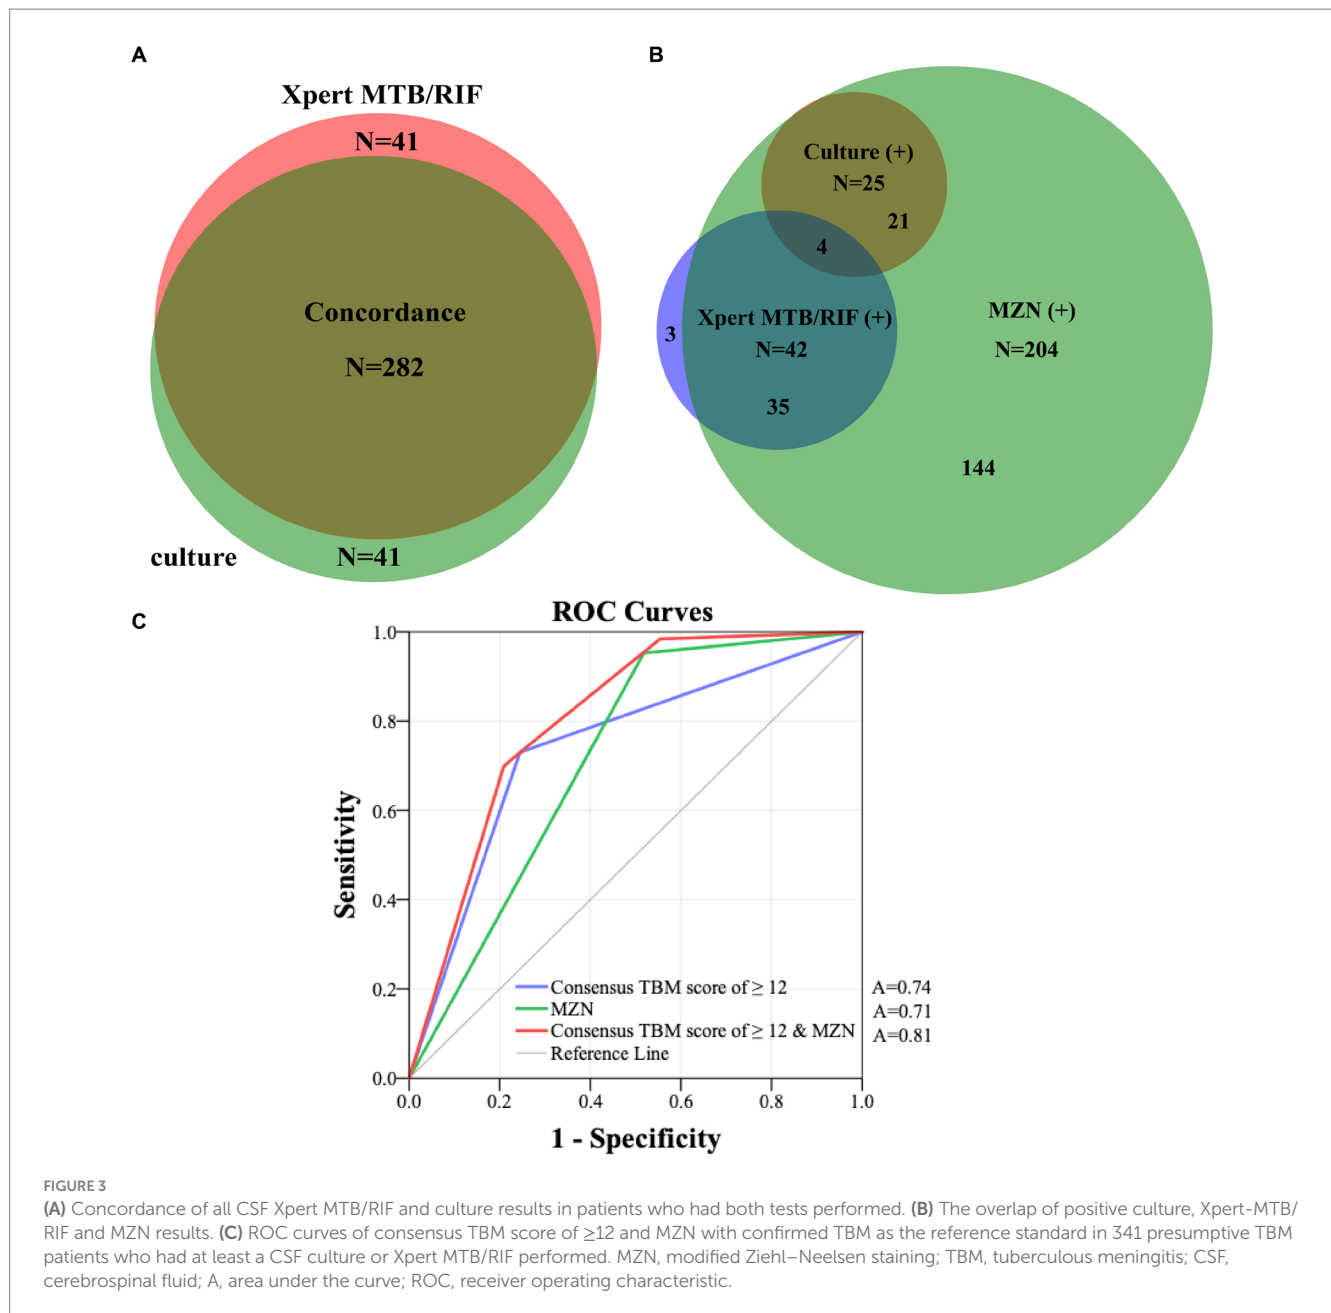 A
Xpert MTB/RIF
N=41
Concordance
N=282
culture
N=41
B
Culture (+)
N=25
21
4
3
Xpert MTB/RIF (+)
N=42
35
MZN (+)
N=204
144
C
ROC Curves
1.0
0.8
0.6
0.4
0.2
0.0
Sensitivity
Consensus TBM score of ≥ 12 A=0.74
MZN A=0.71
Consensus TBM score of ≥ 12 & MZN A=0.81
Reference Line
0.0 0.2 0.4 0.6 0.8 1.0
1 - Specificity
FIGURE 3
(A) Concordance of all CSF Xpert MTB/RIF and culture results in patients who had both tests performed. (B) The overlap of positive culture, Xpert-MTB/
RIF and MZN results. (C) ROC curves of consensus TBM score of ≥12 and MZN with confirmed TBM as the reference standard in 341 presumptive TBM
patients who had at least a CSF culture or Xpert MTB/RIF performed. MZN, modified Ziehl–Neelsen staining; TBM, tuberculous meningitis; CSF,
cerebrospinal fluid; A, area under the curve; ROC, receiver operating characteristic.